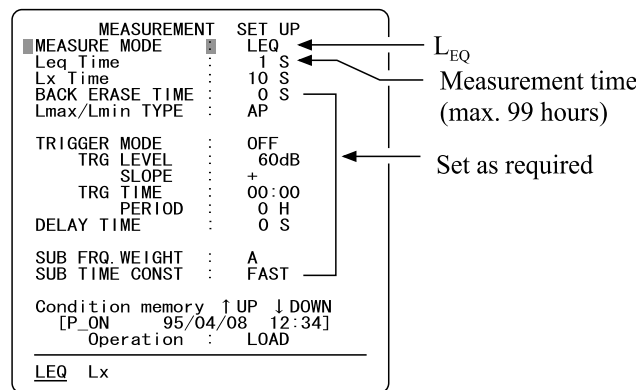 MEASUREMENT SET UP
MEASURE MODE : LEQ
Leq Time : 1 S
Lx Time : 10 S
BACK ERASE TIME : 0 S
Lmax/Lmin TYPE : AP
TRIGGER MODE : OFF
TRG LEVEL : 60dB
SLOPE : +
TRG TIME : 00:00
PERIOD : 0 H
DELAY TIME : 0 S
SUB FRQ.WEIGHT : A
SUB TIME CONST : FAST
Condition memory ↑UP ↓DOWN
[P_ON 95/04/08 12:34]
Operation : LOAD
LEQ Lx
LEQ
Measurement time
(max. 99 hours)
Set as required